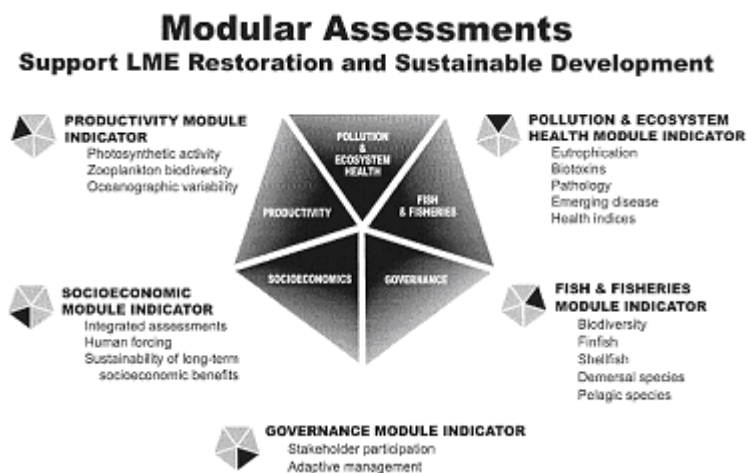 Modular Assessments
Support LME Restoration and Sustainable Development
PRODUCTIVITY MODULE
INDICATOR
Photosynthetic activity
Zooplankton biodiversity
Oceanographic variability
POLLUTION & ECOSYSTEM
HEALTH MODULE INDICATOR
Eutrophication
Biotoxins
Pathology
Emerging disease
Health indices
POLLUTION
&
ECOSYSTEM
HEALTH
PRODUCTIVITY
FISH
& FISHERIES
SOCIOECONOMICS
GOVERNANCE
SOCIOECONOMIC
MODULE INDICATOR
Integrated assessments
Human forcing
Sustainability of long-term
socioeconomic benefits
FISH & FISHERIES
MODULE INDICATOR
Biodiversity
Finfish
Shellfish
Demersal species
Pelagic species
GOVERNANCE MODULE INDICATOR
Stakeholder participation
Adaptive management